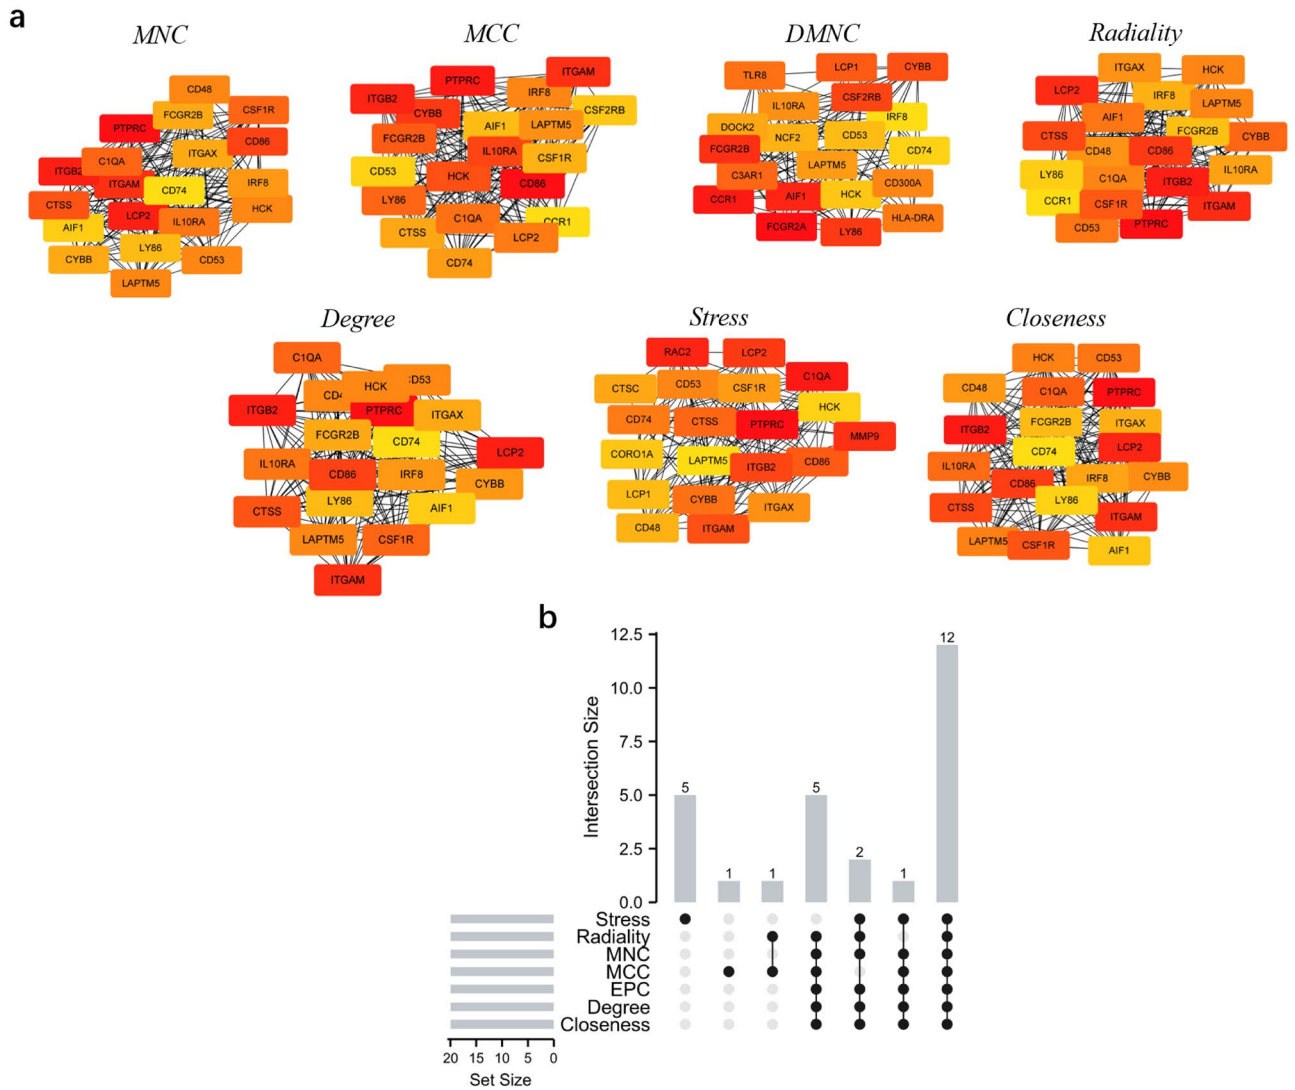 a
MNC
MCC
DMNC
Radiality
CD48
FCGR2B
CSF1R
PTPRC
CD86
C1QA
ITGAX
ITGB2
ITGAM
CD74
IRF8
CTSS
LCP2
IL10RA
HCK
AIF1
LY86
CYBB
CD53
LAPTM5
PTPRC
ITGAM
ITGB2
IRF8
CYBB
CSF2RB
FCGR2B
AIF1
LAPTM5
IL10RA
CSF1R
CD53
HCK
CD86
LY86
C1QA
CCR1
CTSS
LCP2
CD74
TLR8
LCP1
CYBB
IL10RA
CSF2RB
DOCK2
NCF2
CD53
IRF8
FCGR2B
LAPTM5
CD74
C3AR1
CD300A
CCR1
AIF1
HCK
FCGR2A
LY86
HLA-DRA
ITGAX
HCK
LCP2
IRF8
LAPTM5
AIF1
CTSS
FCGR2B
CYBB
CD48
CD86
LY86
C1QA
ITGB2
IL10RA
CCR1
CSF1R
ITGAM
CD53
PTPRC
Degree
Stress
Closeness
C1QA
HCK
CD53
CD4
ITGB2
PTPRC
ITGAX
FCGR2B
CD74
LCP2
IL10RA
CD86
IRF8
CYBB
CTSS
LY86
AIF1
LAPTM5
CSF1R
ITGAM
RAC2
LCP2
CTSC
CD53
CSF1R
C1QA
HCK
CD74
CTSS
PTPRC
MMP9
CORO1A
LAPTM5
ITGB2
CD86
LCP1
CYBB
ITGAX
CD48
ITGAM
HCK
CD53
CD48
C1QA
PTPRC
ITGB2
FCGR2B
ITGAX
CD74
LCP2
IL10RA
CD86
IRF8
CYBB
CTSS
LY86
ITGAM
LAPTM5
CSF1R
AIF1
b
12.5
10.0
7.5
5.0
2.5
0.0
Intersection Size
5
1
1
5
2
1
12
Stress
Radiality
MNC
MCC
EPC
Degree
Closeness
20 15 10 5 0
Set Size